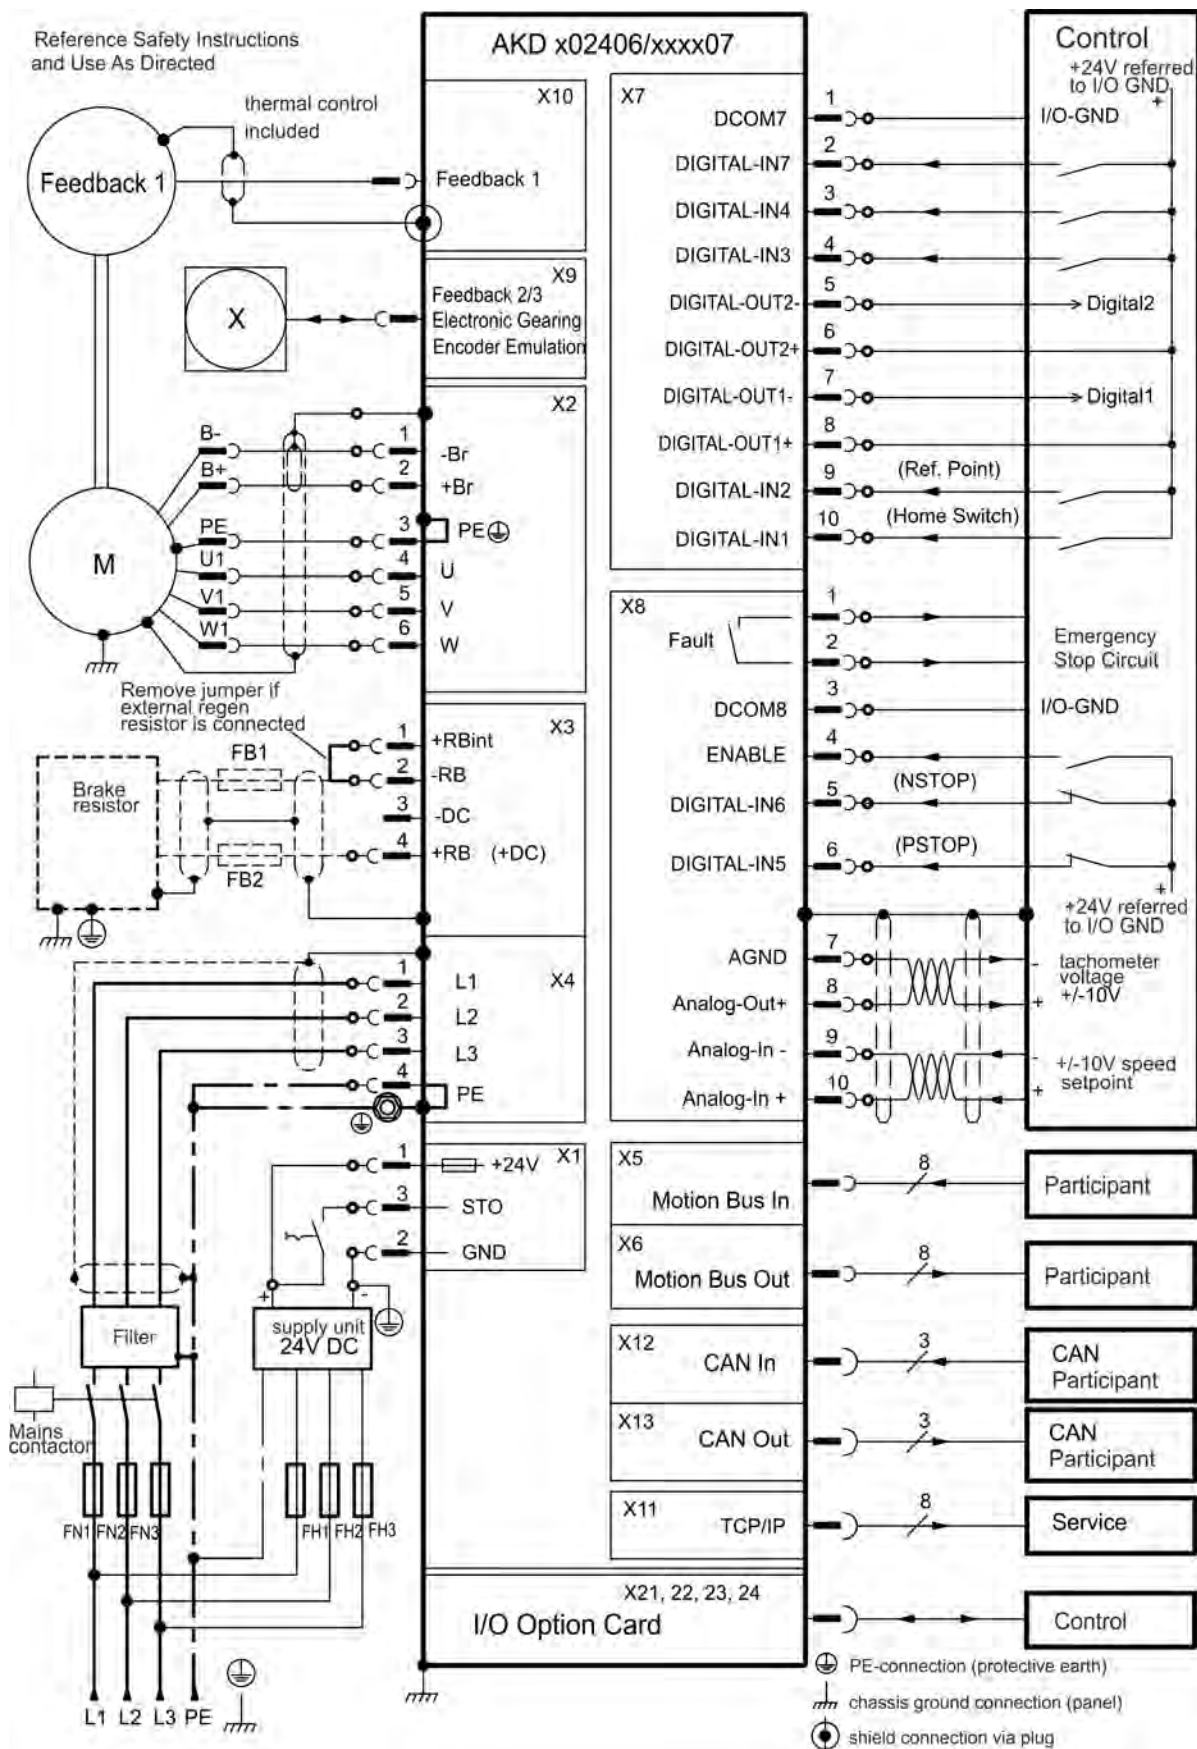 Reference Safety Instructions
and Use As Directed
AKD x02406/xxxx07
Control
+24V referred
to I/O GND
+
thermal control
included
Feedback 1
X10
Feedback 1
X
X9
Feedback 2/3
Electronic Gearing
Encoder Emulation
M
B-
B+
PE
U1
V1
W1
X2
1
-Br
2
+Br
3
PE
4
U
5
V
6
W
Remove jumper if
external regen
resistor is connected
Brake
resistor
FB1
FB2
X3
1
+RBint
2
-RB
3
-DC
4
+RB (+DC)
X4
1
L1
2
L2
3
L3
4
PE
X1
1
+24V
3
STO
2
GND
+
-
supply unit
24V DC
Filter
Mains
contactor
FN1 FN2 FN3
FH1 FH2 FH3
L1 L2 L3 PE
X7
DCOM7
1
I/O-GND
DIGITAL-IN7
2
DIGITAL-IN4
3
DIGITAL-IN3
4
DIGITAL-OUT2-
5
Digital2
DIGITAL-OUT2+
6
DIGITAL-OUT1-
7
Digital1
DIGITAL-OUT1+
8
DIGITAL-IN2
9
(Ref. Point)
DIGITAL-IN1
10
(Home Switch)
X8
Fault
1
2
Emergency
Stop Circuit
DCOM8
3
I/O-GND
ENABLE
4
DIGITAL-IN6
5
(NSTOP)
DIGITAL-IN5
6
(PSTOP)
+
+24V referred
to I/O GND
AGND
7
-
tachometer
voltage
+/-10V
Analog-Out+
8
+
Analog-In -
9
-
+/-10V speed
setpoint
Analog-In +
10
+
X5
Motion Bus In
8
Participant
X6
Motion Bus Out
8
Participant
X12
CAN In
3
CAN
Participant
X13
CAN Out
3
CAN
Participant
X11
TCP/IP
8
Service
X21, 22, 23, 24
I/O Option Card
Control
PE-connection (protective earth)
chassis ground connection (panel)
shield connection via plug